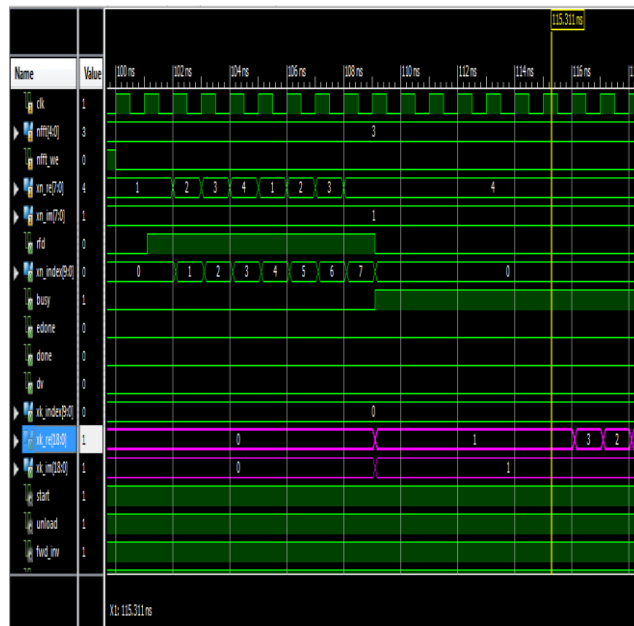 115.311 ns
Name Value 100 ns 102 ns 104 ns 106 ns 108 ns 110 ns 112 ns 114 ns 116 ns
clk 1
nfft[4:0] 3 3
nfft_we 0
xn_re[7:0] 4 1 2 3 4 1 2 3 4
xn_im[7:0] 1 1
rfd 0
xn_index[9:0] 0 0 1 2 3 4 5 6 7 0
busy 1
edone 0
done 0
dv 0
xk_index[9:0] 0 0
xk_re[18:0] 1 0 1 3 2
xk_im[18:0] 1 0 1
start 1
unload 1
fwd_inv 1
X1: 115.311 ns